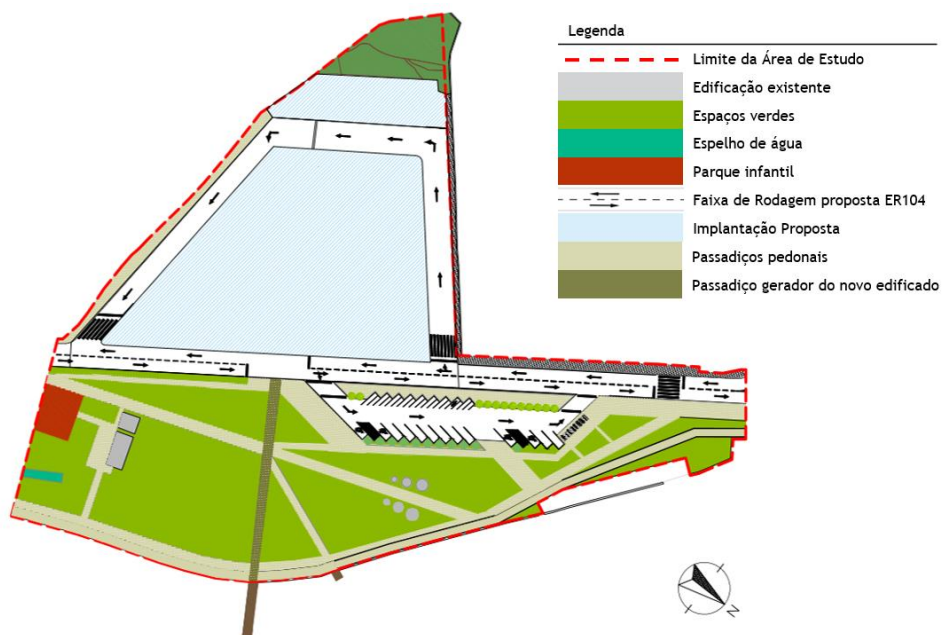 Legenda
Limite da Área de Estudo
Edificação existente
Espaços verdes
Espelho de água
Parque infantil
Faixa de Rodagem proposta ER104
Implantação Proposta
Passadiços pedonais
Passadiço gerador do novo edificado
N